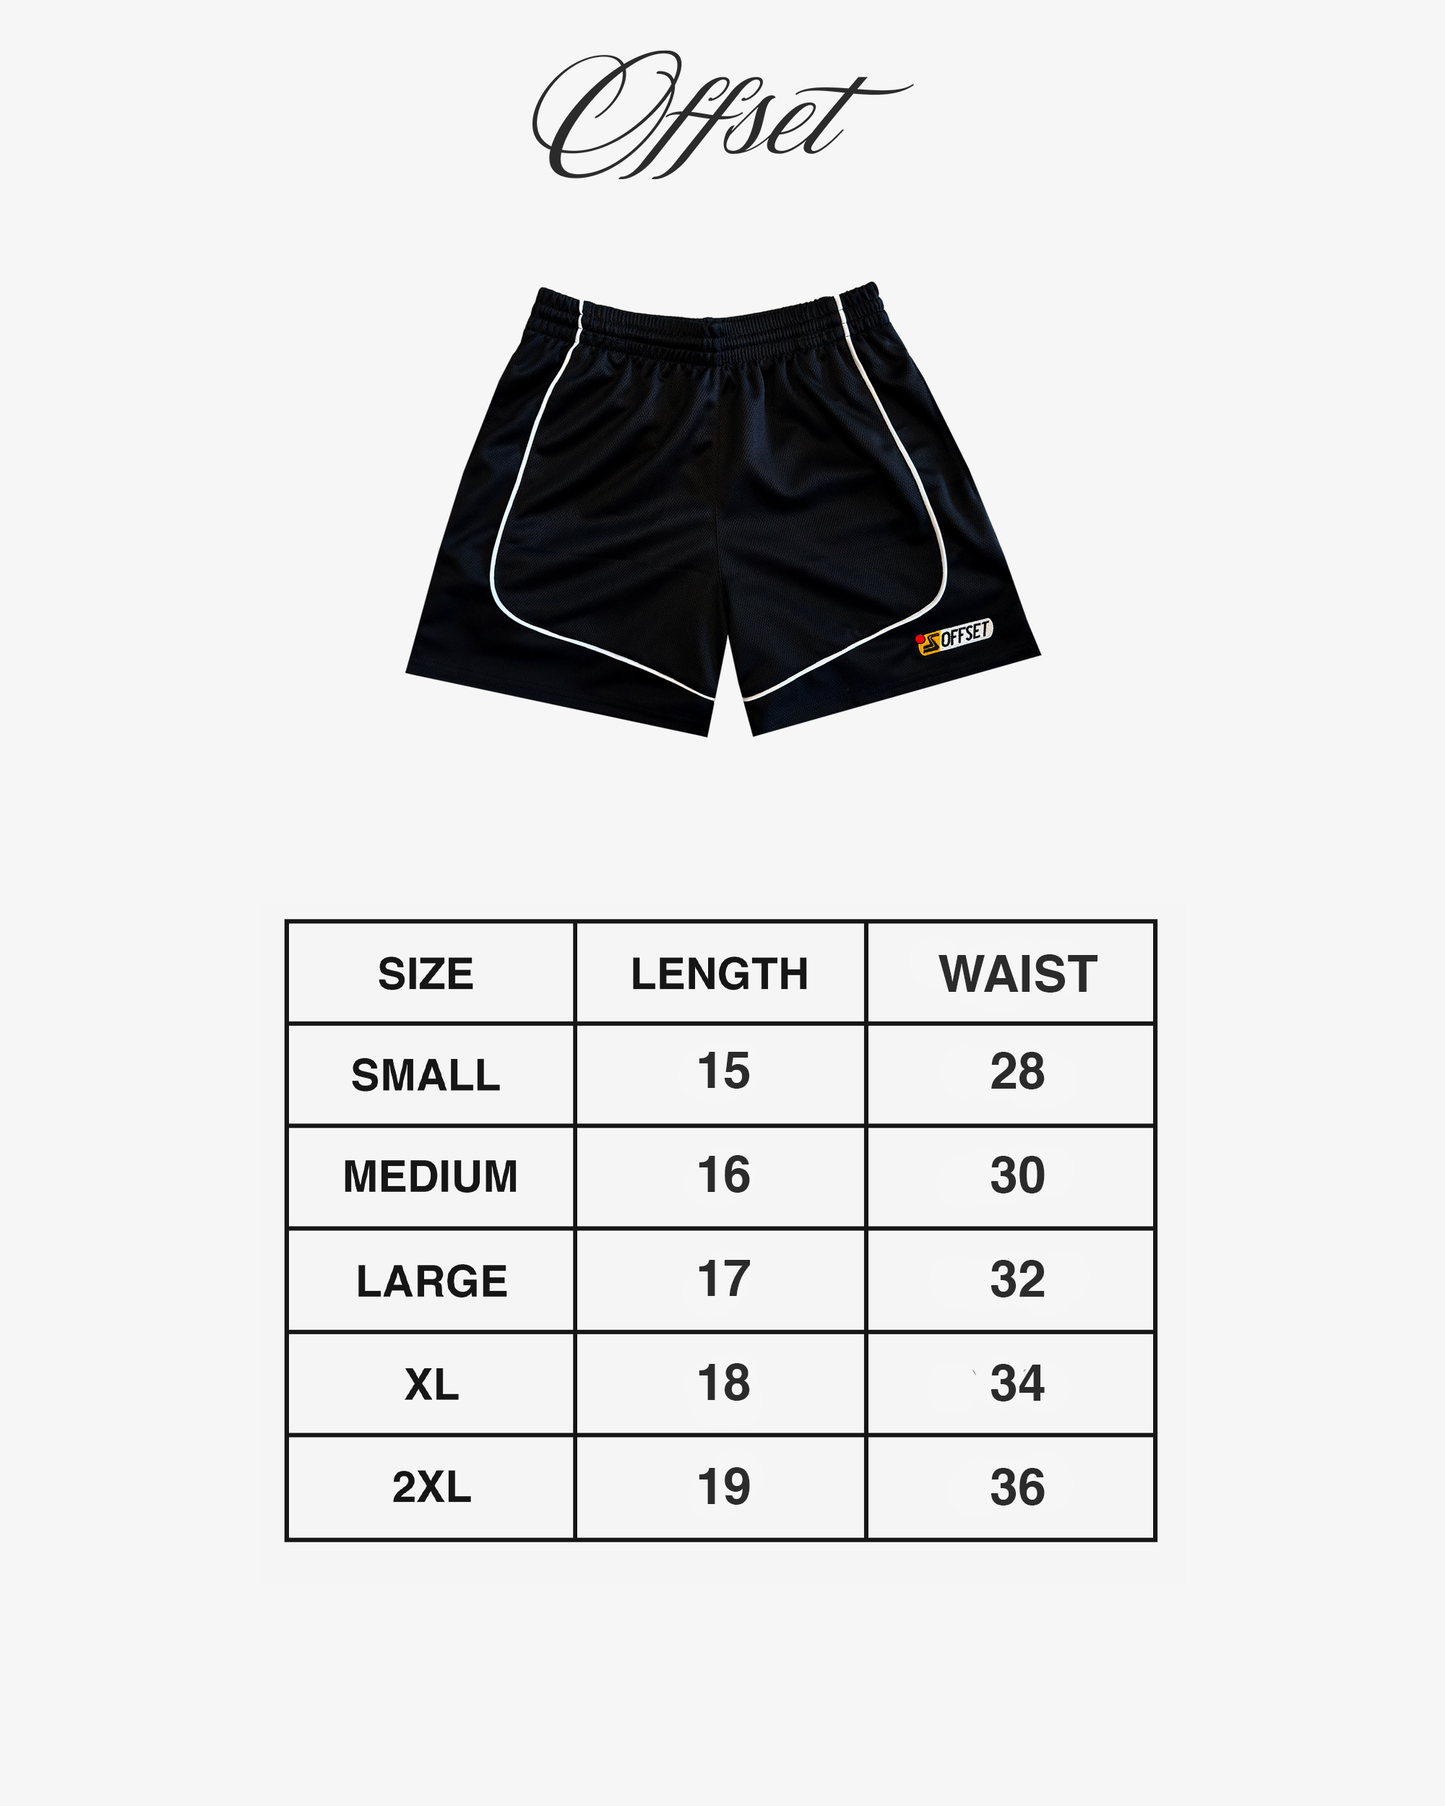 Offset
OFFSET
SIZE LENGTH WAIST
SMALL 15 28
MEDIUM 16 30
LARGE 17 32
XL 18 34
2XL 19 36